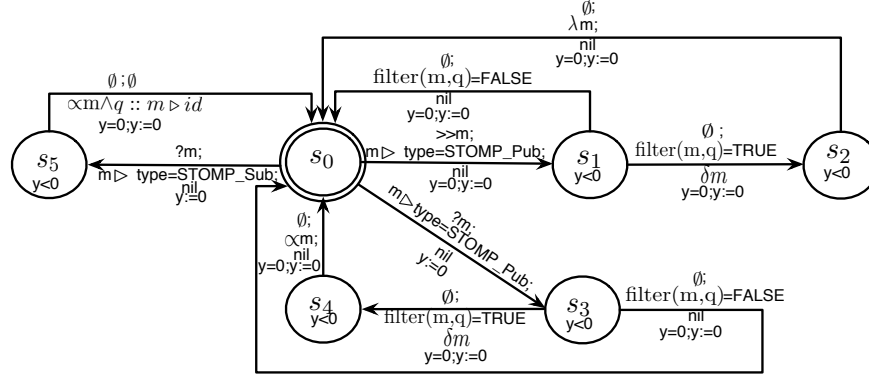 ∅;
λm;
nil
y=0;y:=0
∅;
filter(m,q)=FALSE
nil
y=0;y:=0
∅;∅
∝m∧q :: m ▷ id
y=0;y:=0
s5
y<0
?m;
m▷ type=STOMP_Sub;
nil
y:=0
s0
>>m;
m▷ type=STOMP_Pub;
nil
y=0;y:=0
s1
y<0
∅ ;
filter(m,q)=TRUE
δm
y=0;y:=0
s2
y<0
?m;
m▷type=STOMP_Pub;
nil
y:=0
∅;
∝m;
nil
y=0;y:=0
s4
y<0
∅;
filter(m,q)=TRUE
δm
y=0;y:=0
s3
y<0
∅;
filter(m,q)=FALSE
nil
y=0;y:=0